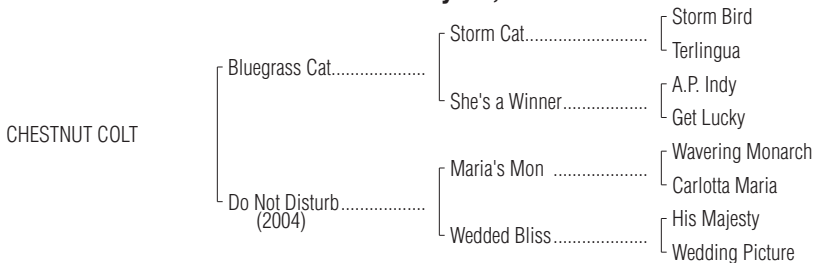 Storm Bird
Storm Cat......................
Terlingua
Bluegrass Cat....................
A.P. Indy
She's a Winner..................
Get Lucky
CHESTNUT COLT
Wavering Monarch
Maria's Mon ....................
Carlotta Maria
Do Not Disturb..................
(2004)
His Majesty
Wedded Bliss....................
Wedding Picture